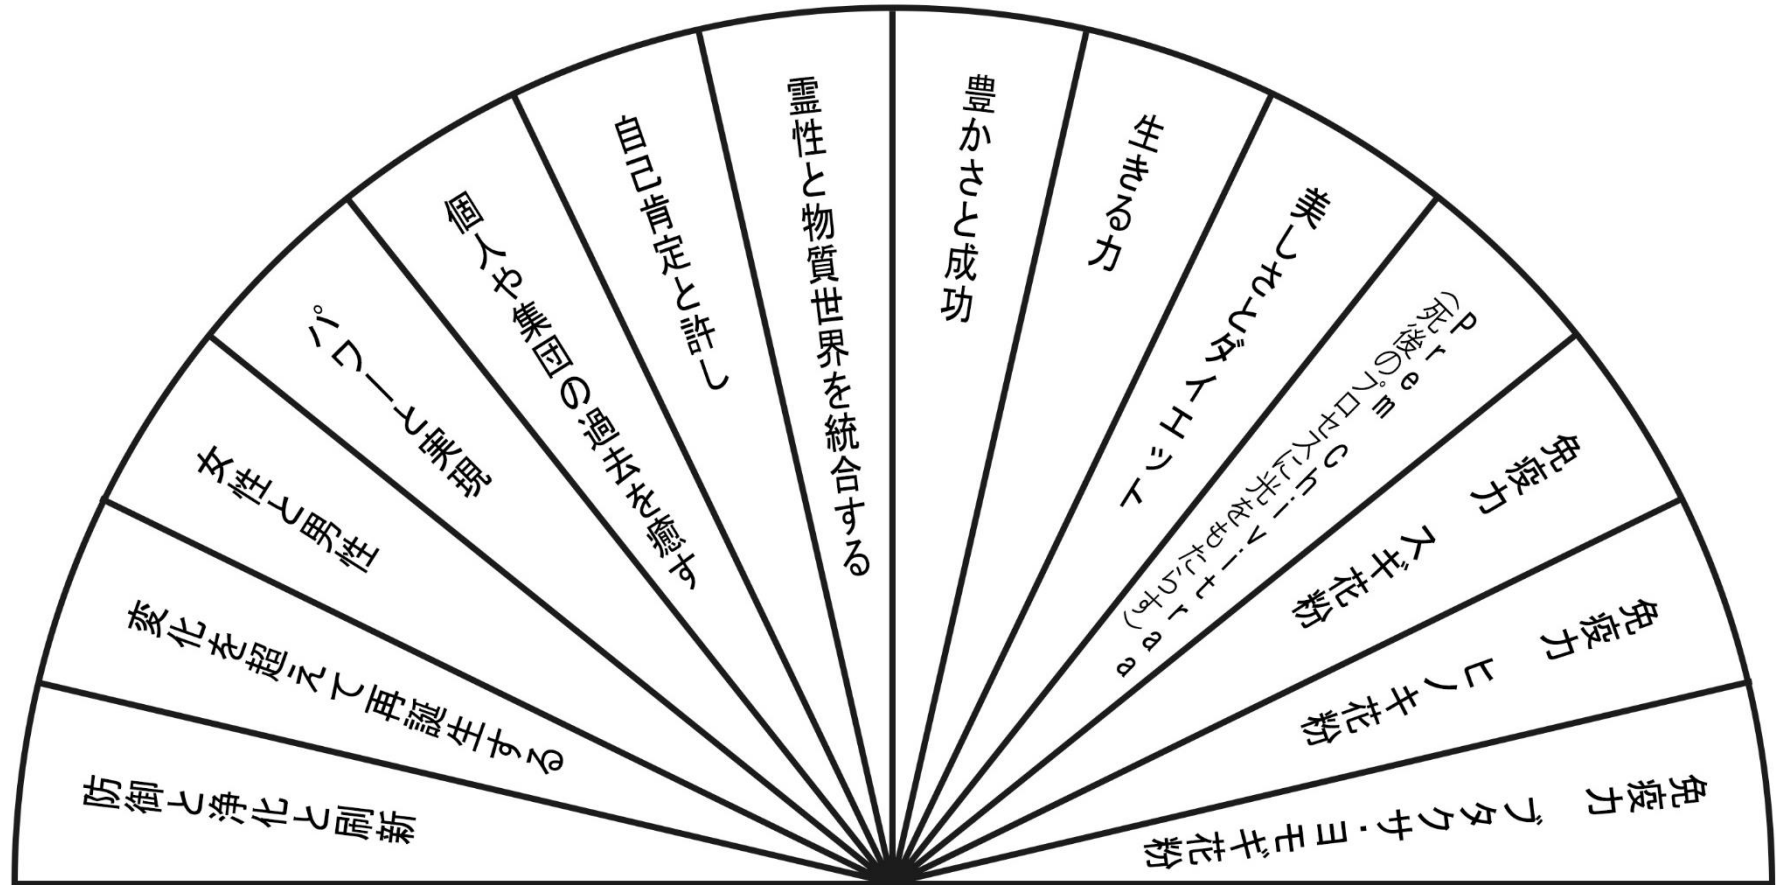 防御と浄化と刷新
変化を超えて再誕生する
女性と男性
パワーと実現
個人や集団の過去を癒す
自己肯定と許し
霊性と物質世界を統合する
豊かさと成功
生きる力
美しさとダイエット
Prem Chivitraa
(死後のプロセスに光をもたらす)
免疫力 スギ花粉
免疫力 ヒノキ花粉
免疫力 ブタクサ・ヨモギ花粉